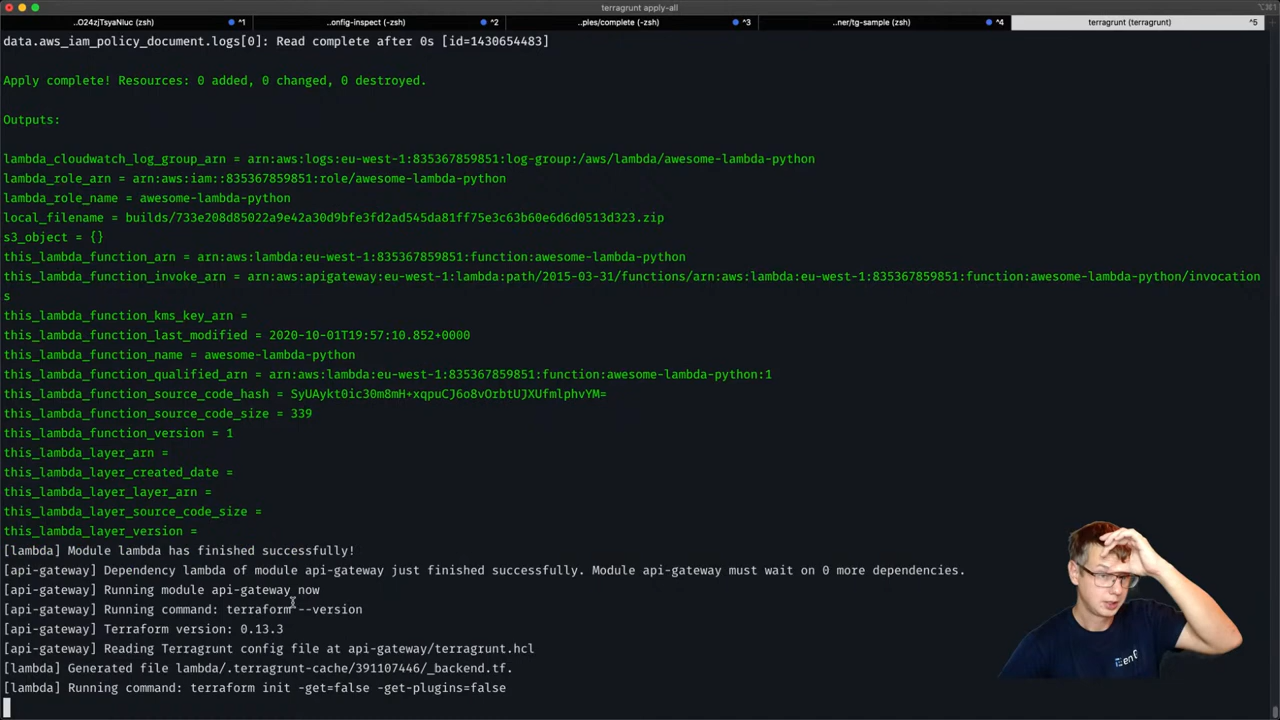 terragrunt apply-all
⌥⌘1
..O24zjTsyaNIuc (zsh) ^1 ..onfig-inspect (-zsh) ^2 ..ples/complete (-zsh) ^3 ..ner/tg-sample (zsh) ^4 terragrunt (terragrunt) ^5
data.aws_iam_policy_document.logs[0]: Read complete after 0s [id=1430654483]
Apply complete! Resources: 0 added, 0 changed, 0 destroyed.
Outputs:
lambda_cloudwatch_log_group_arn = arn:aws:logs:eu-west-1:835367859851:log-group:/aws/lambda/awesome-lambda-python
lambda_role_arn = arn:aws:iam::835367859851:role/awesome-lambda-python
lambda_role_name = awesome-lambda-python
local_filename = builds/733e208d85022a9e42a30d9bfe3fd2ad545da81ff75e3c63b60e6d6d0513d323.zip
s3_object = {}
this_lambda_function_arn = arn:aws:lambda:eu-west-1:835367859851:function:awesome-lambda-python
this_lambda_function_invoke_arn = arn:aws:apigateway:eu-west-1:lambda:path/2015-03-31/functions/arn:aws:lambda:eu-west-1:835367859851:function:awesome-lambda-python/invocation
s
this_lambda_function_kms_key_arn =
this_lambda_function_last_modified = 2020-10-01T19:57:10.852+0000
this_lambda_function_name = awesome-lambda-python
this_lambda_function_qualified_arn = arn:aws:lambda:eu-west-1:835367859851:function:awesome-lambda-python:1
this_lambda_function_source_code_hash = SyUAykt0ic30m8mH+xqpuCJ6o8vOrbtUJXUfmlphvYM=
this_lambda_function_source_code_size = 339
this_lambda_function_version = 1
this_lambda_layer_arn =
this_lambda_layer_created_date =
this_lambda_layer_layer_arn =
this_lambda_layer_source_code_size =
this_lambda_layer_version =
[lambda] Module lambda has finished successfully!
[api-gateway] Dependency lambda of module api-gateway just finished successfully. Module api-gateway must wait on 0 more dependencies.
[api-gateway] Running module api-gateway now
[api-gateway] Running command: terraform --version
[api-gateway] Terraform version: 0.13.3
[api-gateway] Reading Terragrunt config file at api-gateway/terragrunt.hcl
[lambda] Generated file lambda/.terragrunt-cache/391107446/_backend.tf.
[lambda] Running command: terraform init -get=false -get-plugins=false